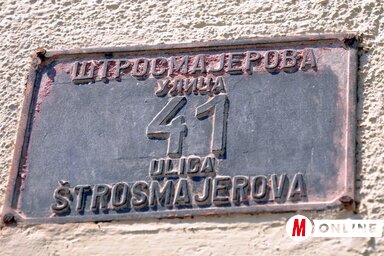 ШТРОСМАЈЕРОВА
УЛИЦА
41
ULICA
ŠTROSMAJEROVA
M ONLINE